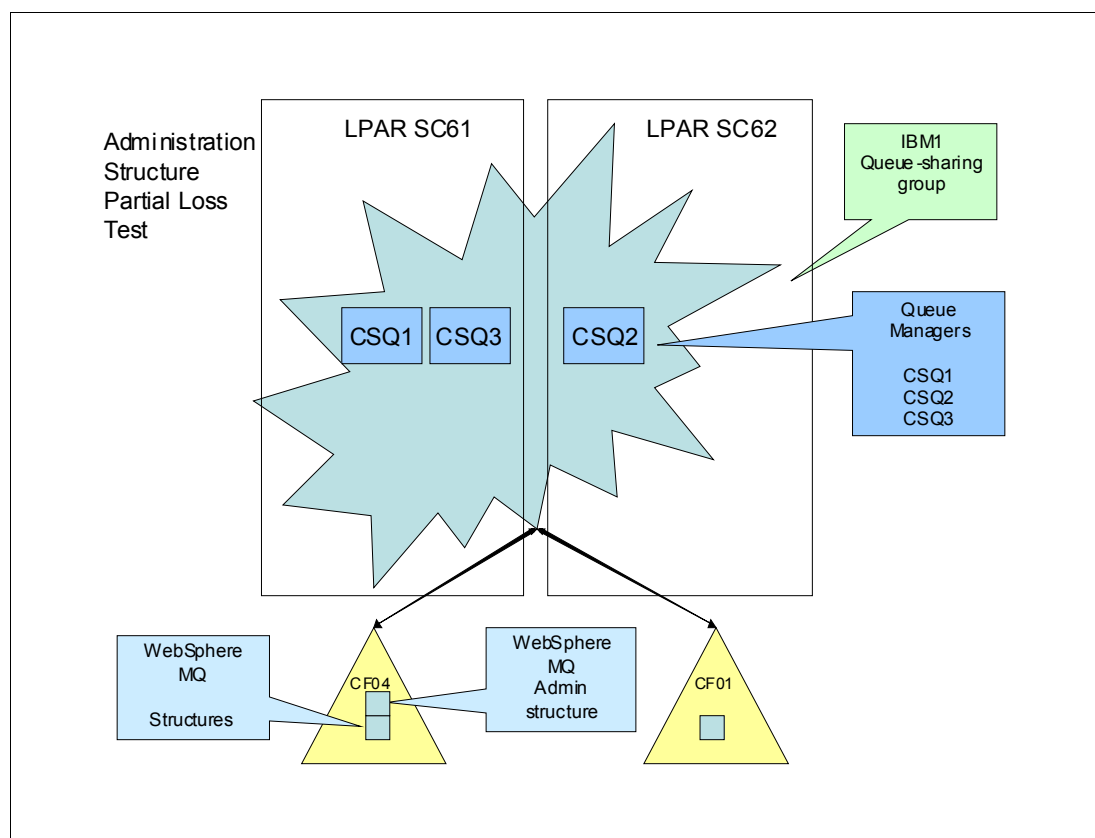 Administration
Structure
Partial Loss
Test
LPAR SC61
LPAR SC62
IBM1
Queue-sharing
group
CSQ1
CSQ3
CSQ2
Queue
Managers
CSQ1
CSQ2
CSQ3
WebSphere
MQ
Structures
CF04
WebSphere
MQ
Admin
structure
CF01